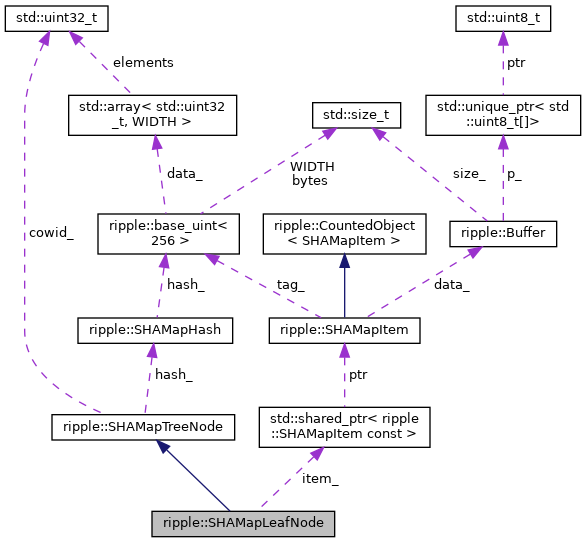 std::uint32_t
std::uint8_t
elements
ptr
std::array< std::uint32
_t, WIDTH >
std::size_t
std::unique_ptr< std
::uint8_t[]>
data_
WIDTH
bytes
size_
p_
cowid_
ripple::base_uint<
256 >
ripple::CountedObject
< SHAMapItem >
ripple::Buffer
hash_
tag_
data_
ripple::SHAMapHash
ripple::SHAMapItem
hash_
ptr
ripple::SHAMapTreeNode
std::shared_ptr< ripple
::SHAMapItem const >
item_
ripple::SHAMapLeafNode